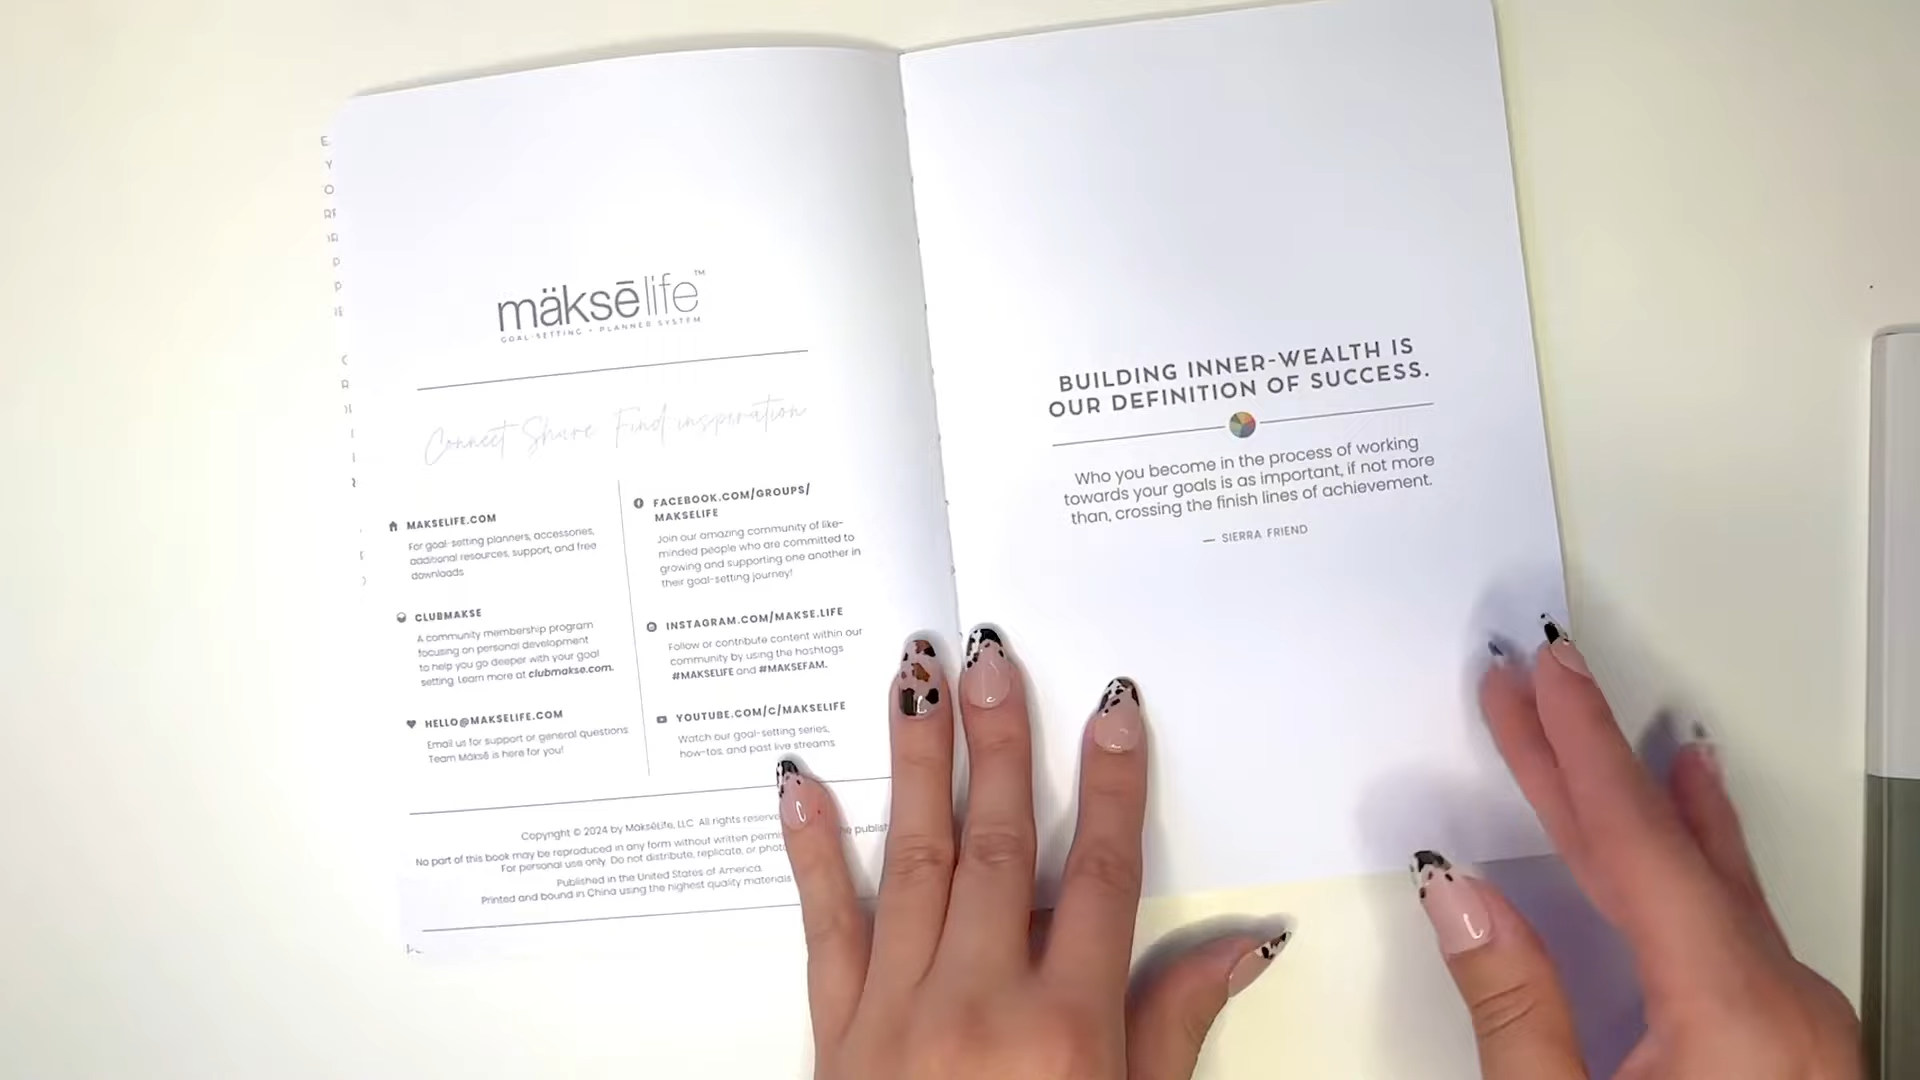 mäksēlife™
GOAL-SETTING + PLANNER SYSTEM
Connect Share Find inspiration
MAKSELIFE.COM
For goal-setting planners, accessories,
additional resources, support, and free
downloads
CLUBMAKSE
A community membership program
focusing on personal development
to help you go deeper with your goal
setting. Learn more at clubmakse.com.
HELLO@MAKSELIFE.COM
Email us for support or general questions
Team Mäksē is here for you!
FACEBOOK.COM/GROUPS/
MAKSELIFE
Join our amazing community of like-
minded people who are committed to
growing and supporting one another in
their goal-setting journey!
INSTAGRAM.COM/MAKSE.LIFE
Follow or contribute content within our
community by using the hashtags
#MAKSELIFE and #MAKSEFAM.
YOUTUBE.COM/C/MAKSELIFE
Watch our goal-setting series,
how-tos, and past live streams
Copyright © 2024 by MäksēLife, LLC. All rights
No part of this book may be reproduced in any form without written the
For personal use only. Do not distribute, replicate, or
Published in the United States of America.
Printed and bound in China using the highest quality materials
BUILDING INNER-WEALTH IS
OUR DEFINITION OF SUCCESS.
Who you become in the process of working
towards your goals is as important, if not more
than, crossing the finish lines of achievement.
— SIERRA FRIEND